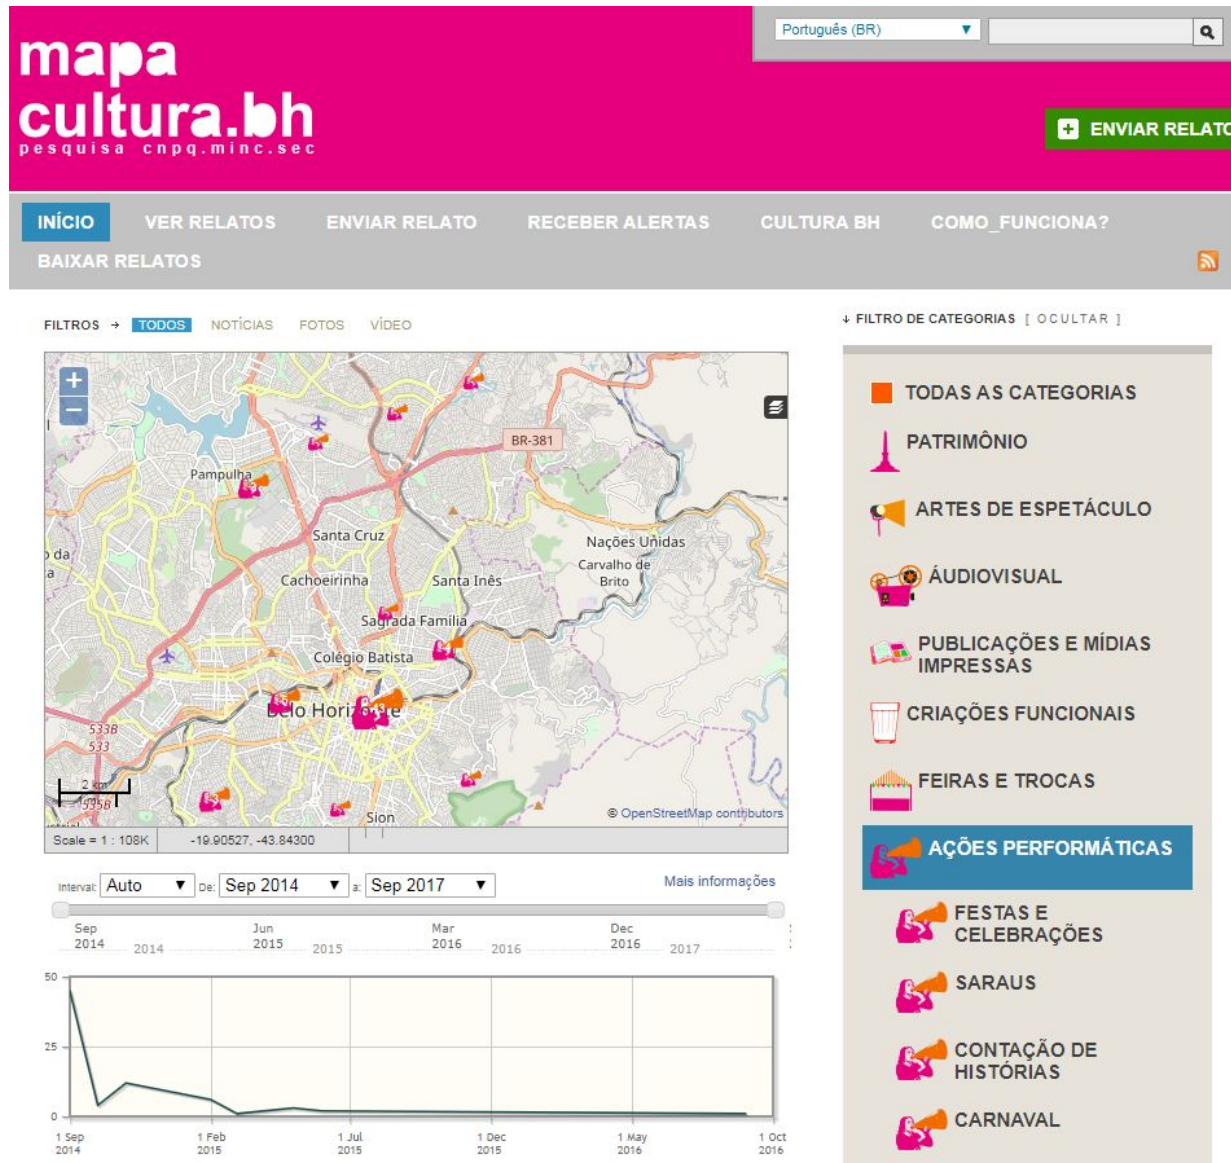 Português (BR)
mapa
cultura.bh
pesquisa cnpq.minc.sec
ENVIAR RELATO
INÍCIO VER RELATOS ENVIAR RELATO RECEBER ALERTAS CULTURA BH COMO_FUNCIONA?
BAIXAR RELATOS
FILTROS → TODOS NOTÍCIAS FOTOS VÍDEO
BR-381
Pampulha
Santa Cruz
Nações Unidas
Carvalho de
Brito
Cachoeirinha
Santa Inês
Sagrada Família
Colégio Batista
Belo Horizonte
533B
533
2 km
535B
Sion
© OpenStreetMap contributors
Scale = 1 : 108K -19.90527, -43.84300
Interval: Auto De: Sep 2014 a: Sep 2017 Mais informações
Sep Jun Mar Dec
2014 2014 2015 2015 2016 2016 2016 2017
50
25
0
1 Sep 1 Feb 1 Jul 1 Dec 1 May 1 Oct
2014 2015 2015 2015 2016 2016
↓ FILTRO DE CATEGORIAS [ OCULTAR ]
TODAS AS CATEGORIAS
PATRIMÔNIO
ARTES DE ESPETÁCULO
ÁUDIOVISUAL
PUBLICAÇÕES E MÍDIAS
IMPRESSAS
CRIAÇÕES FUNCIONAIS
FEIRAS E TROCAS
AÇÕES PERFORMÁTICAS
FESTAS E
CELEBRAÇÕES
SARAUS
CONTAÇÃO DE
HISTÓRIAS
CARNAVAL